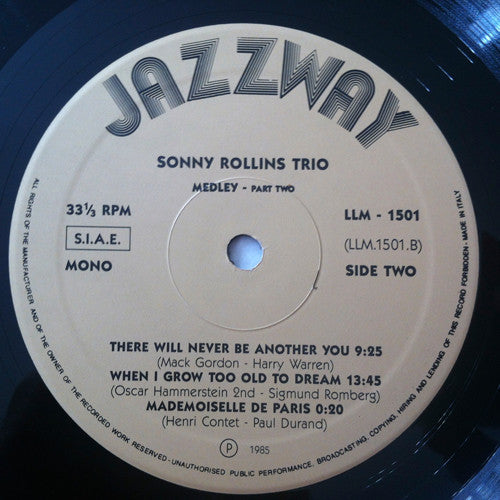 JAZZWAY
SONNY ROLLINS TRIO
MEDLEY - PART TWO
33⅓ RPM
LLM - 1501
S.I.A.E.
(LLM.1501.B)
MONO
SIDE TWO
THERE WILL NEVER BE ANOTHER YOU 9:25
(Mack Gordon - Harry Warren)
WHEN I GROW TOO OLD TO DREAM 13:45
(Oscar Hammerstein 2nd - Sigmund Romberg)
MADEMOISELLE DE PARIS 0:20
(Henri Contet - Paul Durand)
℗ 1985
ALL RIGHTS OF THE MANUFACTURER AND OF THE OWNER OF THE RECORDED WORK RESERVED - UNAUTHORISED PUBLIC PERFORMANCE, BROADCASTING, COPYING, HIRING AND LENDING OF THIS RECORD FORBIDDEN - MADE IN ITALY